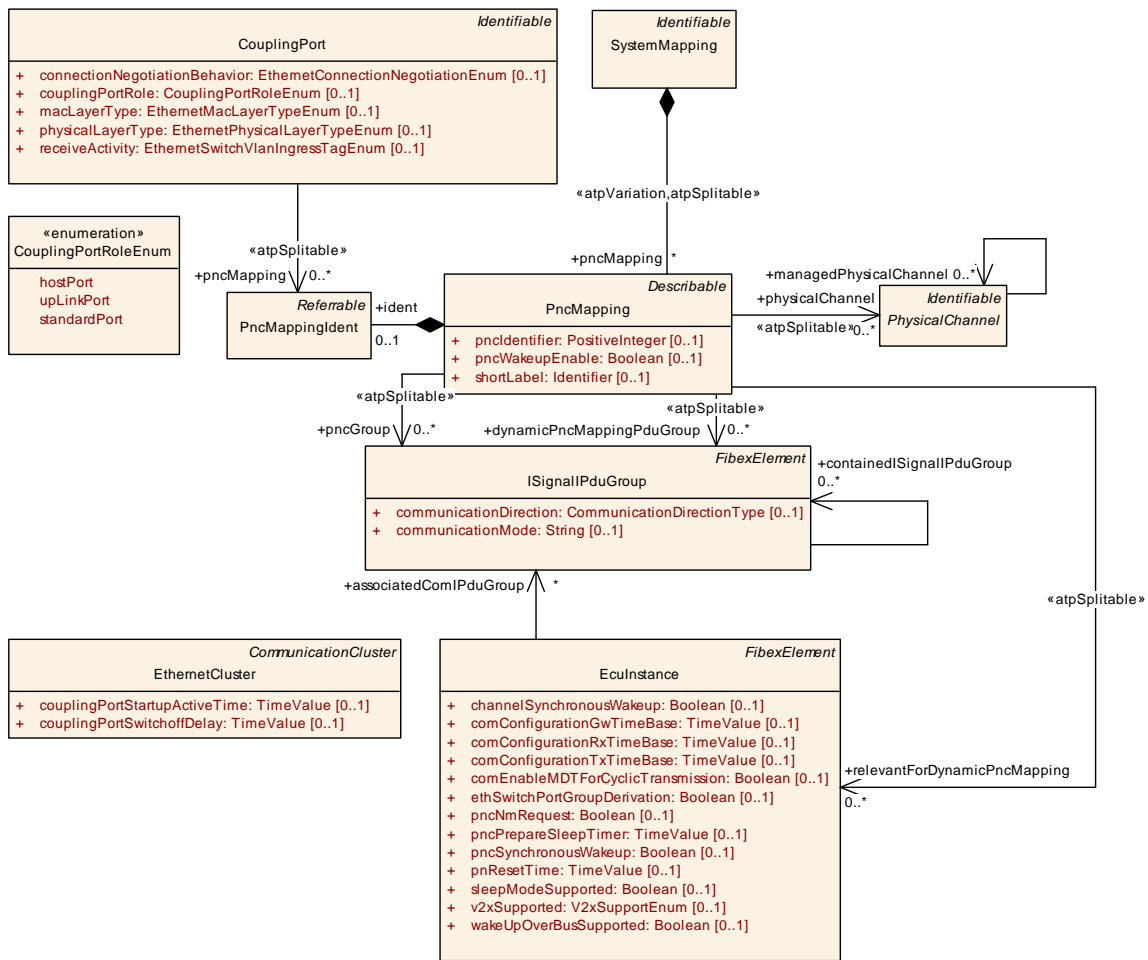 Identifiable
CouplingPort
+ connectionNegotiationBehavior: EthernetConnectionNegotiationEnum [0..1]
+ couplingPortRole: CouplingPortRoleEnum [0..1]
+ macLayerType: EthernetMacLayerTypeEnum [0..1]
+ physicalLayerType: EthernetPhysicalLayerTypeEnum [0..1]
+ receiveActivity: EthernetSwitchVlanIngressTagEnum [0..1]
Identifiable
SystemMapping
«atpVariation,atpSplitable»
+pncMapping *
«enumeration»
CouplingPortRoleEnum
hostPort
upLinkPort
standardPort
«atpSplitable»
+pncMapping 0..*
Referrable
PncMappingIdent
+ident
0..1
Describable
PncMapping
+ pncIdentifier: PositiveInteger [0..1]
+ pncWakeupEnable: Boolean [0..1]
+ shortLabel: Identifier [0..1]
+managedPhysicalChannel 0..*
+physicalChannel
«atpSplitable» 0..*
Identifiable
PhysicalChannel
«atpSplitable»
+pncGroup 0..*
«atpSplitable»
+dynamicPncMappingPduGroup 0..*
FibexElement
ISignalIPduGroup
+ communicationDirection: CommunicationDirectionType [0..1]
+ communicationMode: String [0..1]
+containedISignalIPduGroup
0..*
+associatedComIPduGroup *
«atpSplitable»
CommunicationCluster
EthernetCluster
+ couplingPortStartupActiveTime: TimeValue [0..1]
+ couplingPortSwitchoffDelay: TimeValue [0..1]
FibexElement
EcuInstance
+ channelSynchronousWakeup: Boolean [0..1]
+ comConfigurationGwTimeBase: TimeValue [0..1]
+ comConfigurationRxTimeBase: TimeValue [0..1]
+ comConfigurationTxTimeBase: TimeValue [0..1]
+ comEnableMDTForCyclicTransmission: Boolean [0..1]
+ ethSwitchPortGroupDerivation: Boolean [0..1]
+ pncNmRequest: Boolean [0..1]
+ pncPrepareSleepTimer: TimeValue [0..1]
+ pncSynchronousWakeup: Boolean [0..1]
+ pnResetTime: TimeValue [0..1]
+ sleepModeSupported: Boolean [0..1]
+ v2xSupported: V2xSupportEnum [0..1]
+ wakeUpOverBusSupported: Boolean [0..1]
+relevantForDynamicPncMapping
0..*